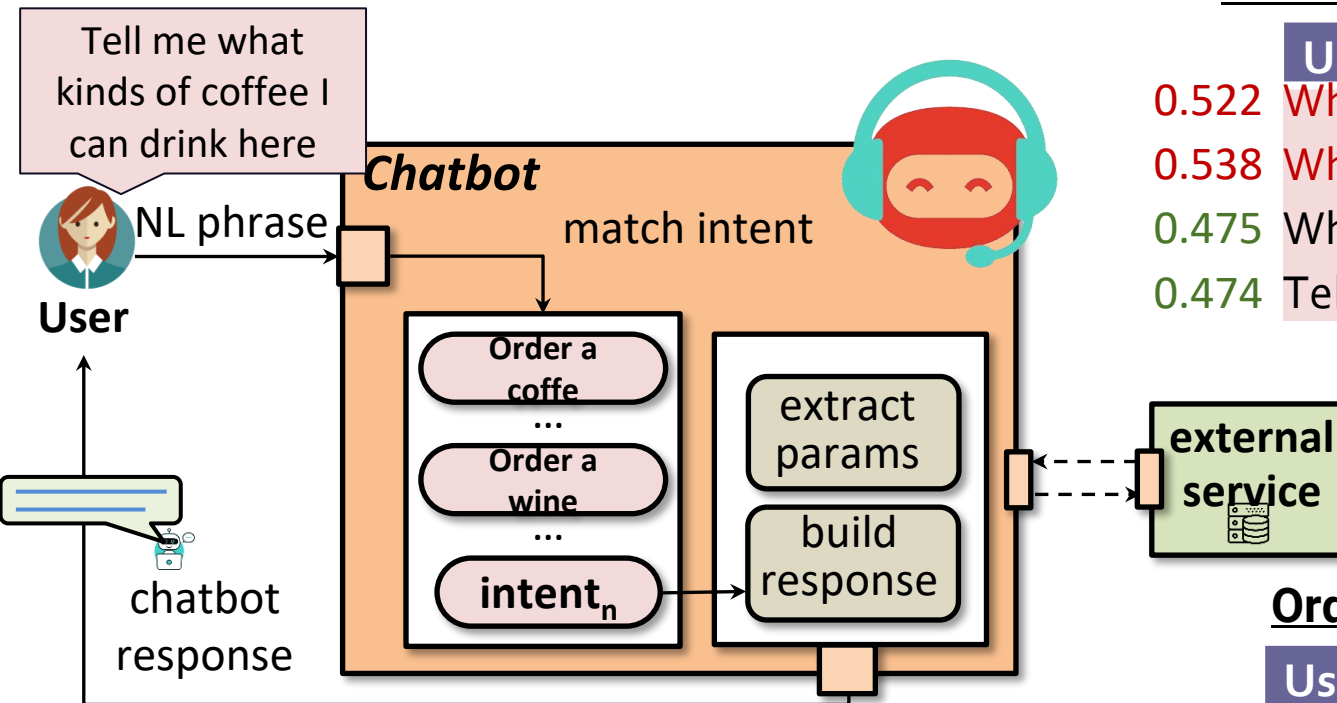 Tell me what
kinds of coffee I
can drink here
Chatbot
NL phrase
match intent
User
Order a
coffe
...
Order a
wine
...
intentn
extract
params
build
response
chatbot
response
0.522
0.538
0.475
0.474
external
service